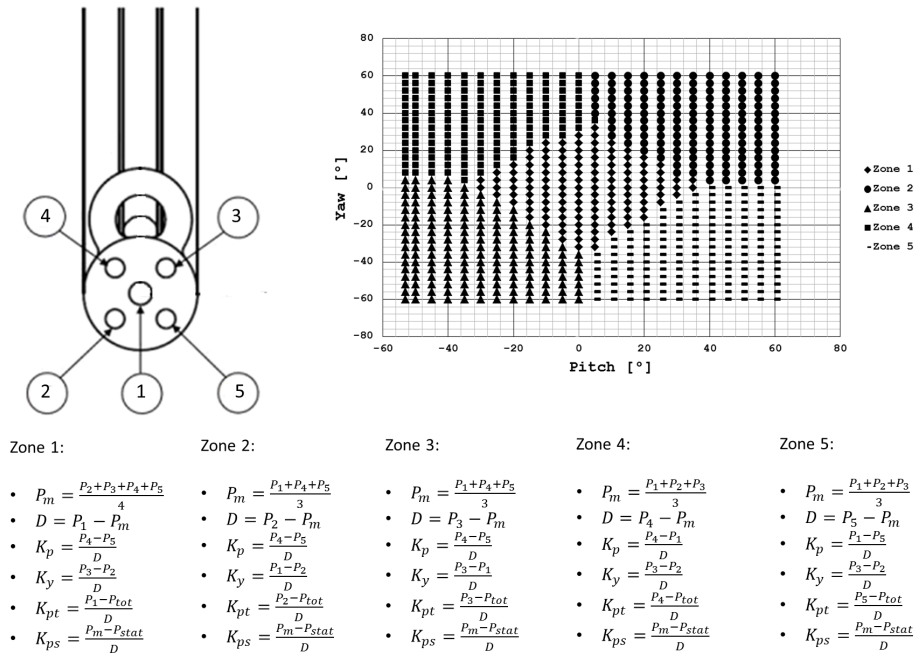 4
3
2
1
5
80
60
40
20
0
-20
-40
-60
-80
Yaw [°]
-60 -40 -20 0 20 40 60 80
Pitch [°]
Zone 1
Zone 2
Zone 3
Zone 4
Zone 5
Zone 1:
• P_m = (P_2+P_3+P_4+P_5)/4
• D = P_1 − P_m
• K_p = (P_4−P_5)/D
• K_y = (P_3−P_2)/D
• K_pt = (P_1−P_tot)/D
• K_ps = (P_m−P_stat)/D
Zone 2:
• P_m = (P_1+P_4+P_5)/3
• D = P_2 − P_m
• K_p = (P_4−P_5)/D
• K_y = (P_1−P_2)/D
• K_pt = (P_2−P_tot)/D
• K_ps = (P_m−P_stat)/D
Zone 3:
• P_m = (P_1+P_4+P_5)/3
• D = P_3 − P_m
• K_p = (P_4−P_5)/D
• K_y = (P_3−P_1)/D
• K_pt = (P_3−P_tot)/D
• K_ps = (P_m−P_stat)/D
Zone 4:
• P_m = (P_1+P_2+P_3)/3
• D = P_4 − P_m
• K_p = (P_4−P_1)/D
• K_y = (P_3−P_2)/D
• K_pt = (P_4−P_tot)/D
• K_ps = (P_m−P_stat)/D
Zone 5:
• P_m = (P_1+P_2+P_3)/3
• D = P_5 − P_m
• K_p = (P_1−P_5)/D
• K_y = (P_3−P_2)/D
• K_pt = (P_5−P_tot)/D
• K_ps = (P_m−P_stat)/D